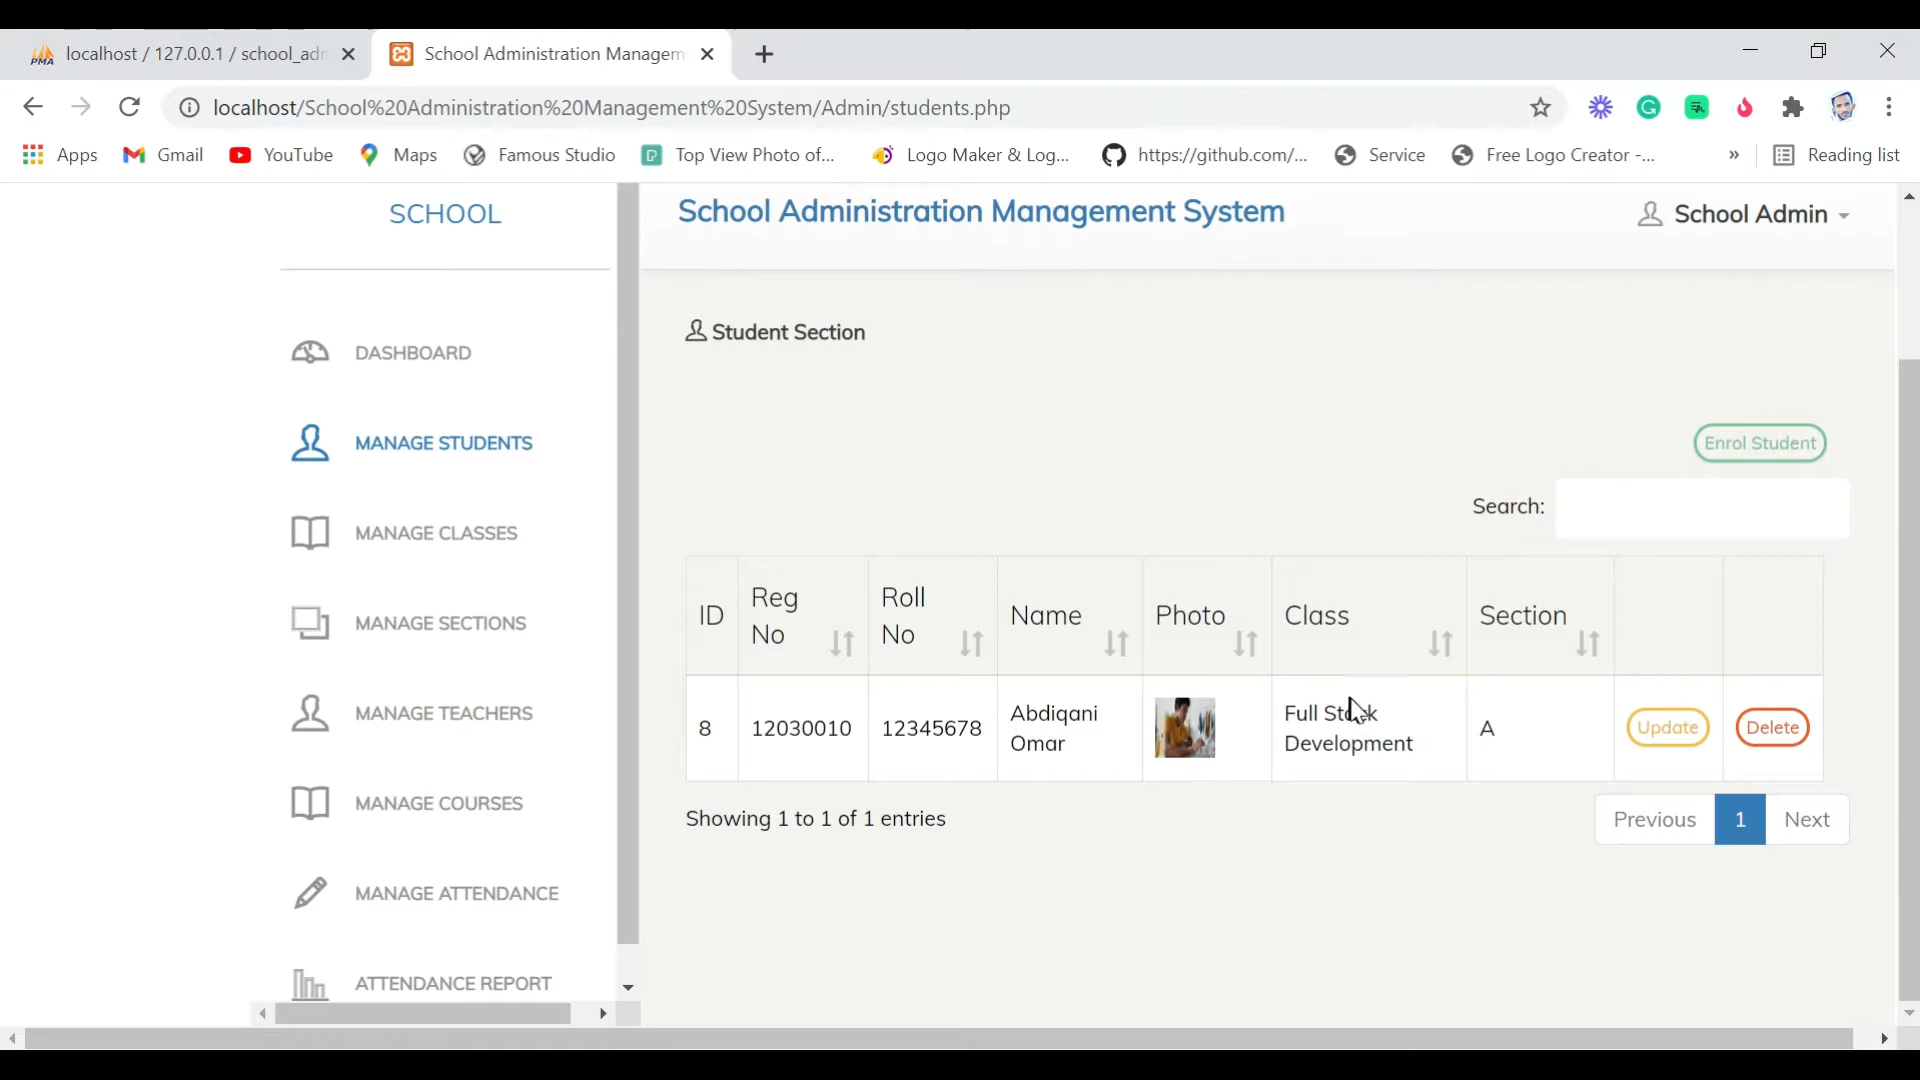 localhost / 127.0.0.1 / school_adm
School Administration Managem
localhost/School%20Administration%20Management%20System/Admin/students.php
Apps
Gmail
YouTube
Maps
Famous Studio
Top View Photo of...
Logo Maker & Log...
https://github.com/...
Service
Free Logo Creator -...
»
Reading list
SCHOOL
School Administration Management System
School Admin
DASHBOARD
MANAGE STUDENTS
MANAGE CLASSES
MANAGE SECTIONS
MANAGE TEACHERS
MANAGE COURSES
MANAGE ATTENDANCE
ATTENDANCE REPORT
Student Section
Enrol Student
Search:
ID
Reg
No
Roll
No
Name
Photo
Class
Section
8
12030010
12345678
Abdiqani
Omar
Full Stack
Development
A
Update
Delete
Showing 1 to 1 of 1 entries
Previous
1
Next